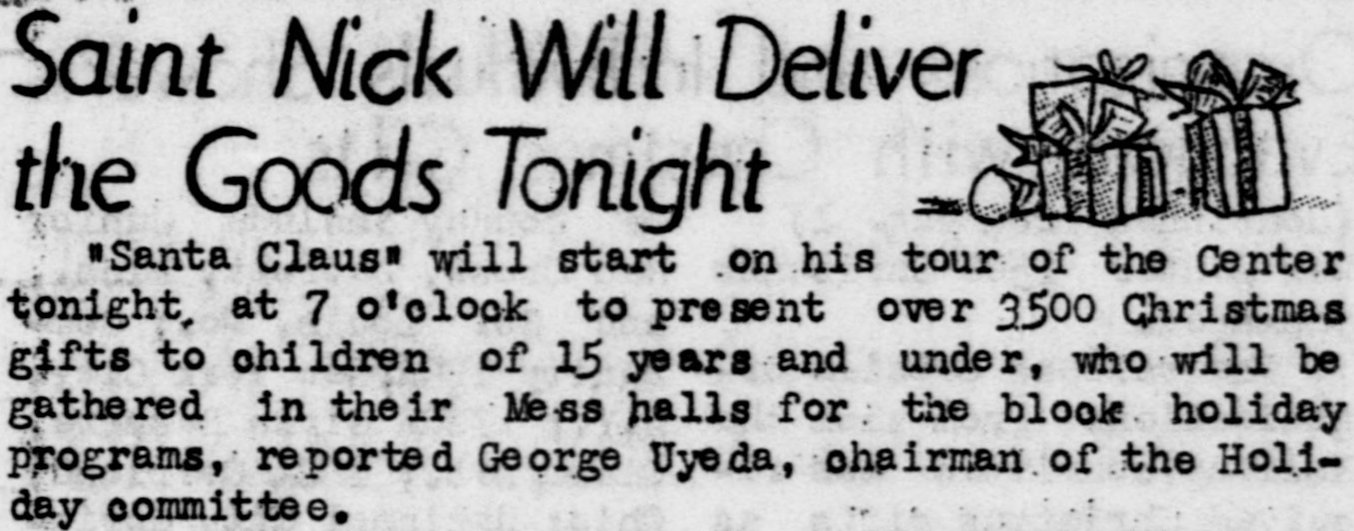 Saint Nick Will Deliver
the Goods Tonight
"Santa Claus" will start on his tour of the Center
tonight, at 7 o'clock to present over 3500 Christmas
gifts to children of 15 years and under, who will be
gathered in their Mess halls for the block holiday
programs, reported George Uyeda, chairman of the Holi-
day committee.